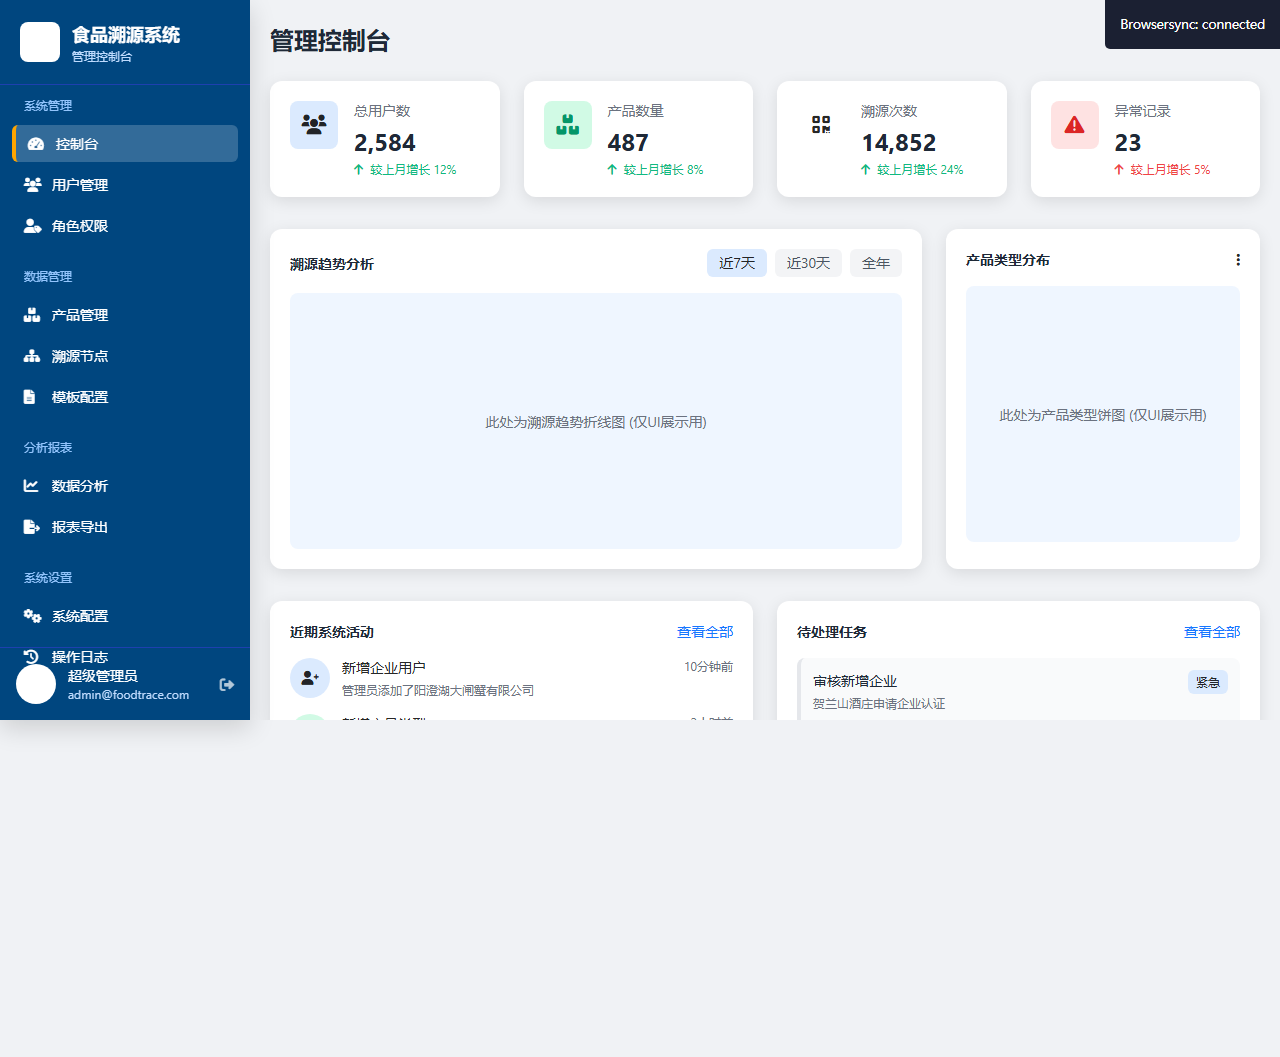 食品溯源系统
管理控制台
系统管理
控制台
用户管理
角色权限
数据管理
产品管理
溯源节点
模板配置
分析报表
数据分析
报表导出
系统设置
系统配置
操作日志
超级管理员
admin@foodtrace.com
管理控制台
Browsersync: connected
总用户数
2,584
较上月增长 12%
产品数量
487
较上月增长 8%
溯源次数
14,852
较上月增长 24%
异常记录
23
较上月增长 5%
溯源趋势分析
近7天
近30天
全年
此处为溯源趋势折线图 (仅UI展示用)
产品类型分布
此处为产品类型饼图 (仅UI展示用)
近期系统活动
查看全部
新增企业用户
10分钟前
管理员添加了阳澄湖大闸蟹有限公司
待处理任务
查看全部
审核新增企业
紧急
贺兰山酒庄申请企业认证